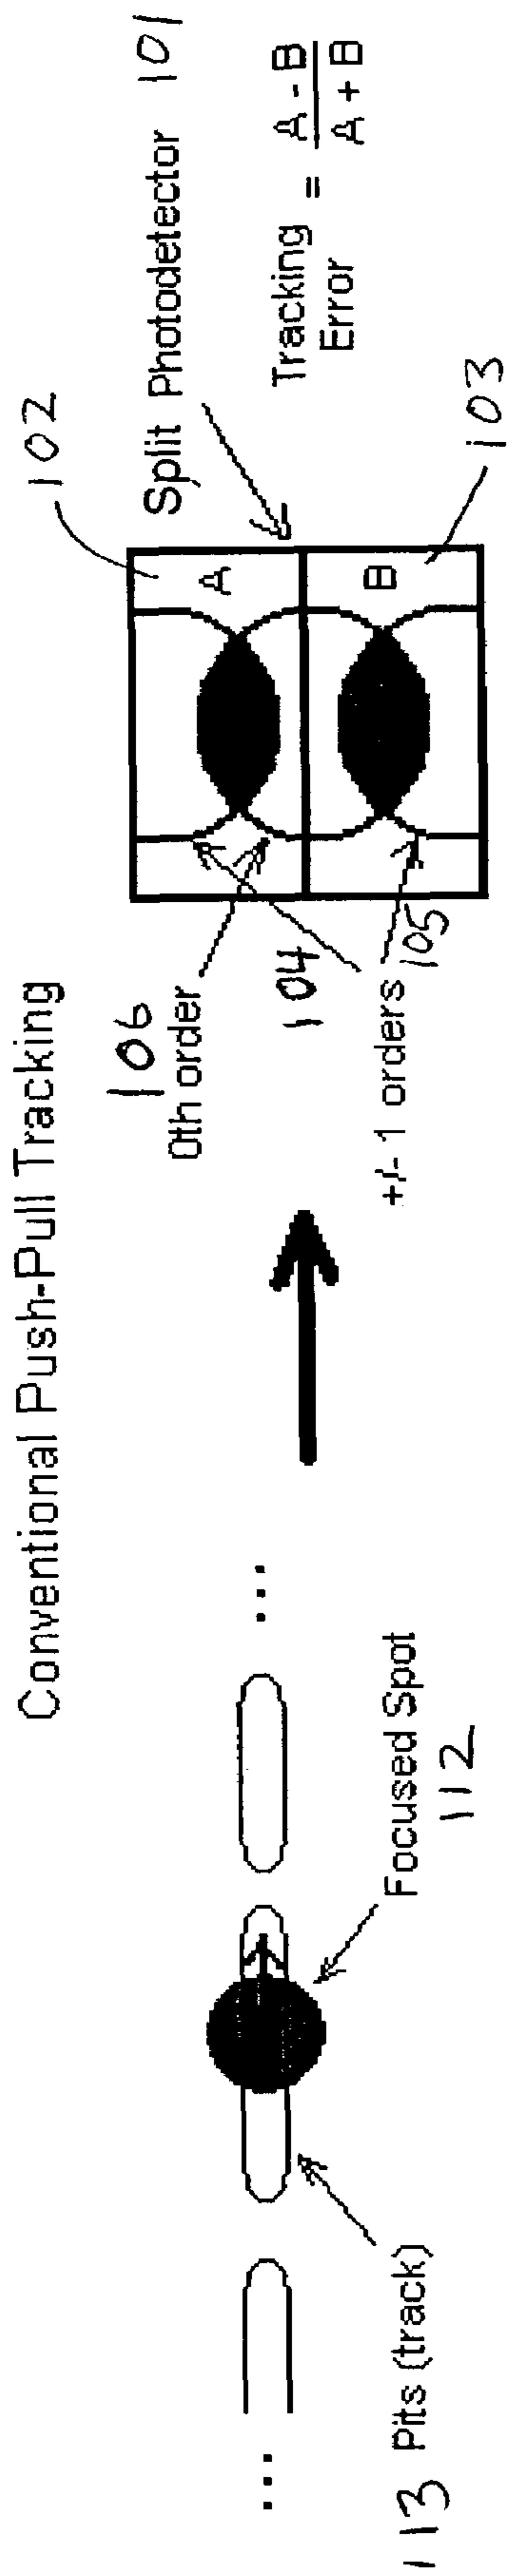 Conventional Push-Pull Tracking
113 Pits (track)
Focused Spot
112
...
...
106
0th order
104
+/- 1 orders
105
102
A
B
103
Split Photodetector 101
Tracking Error = A - B
A + B